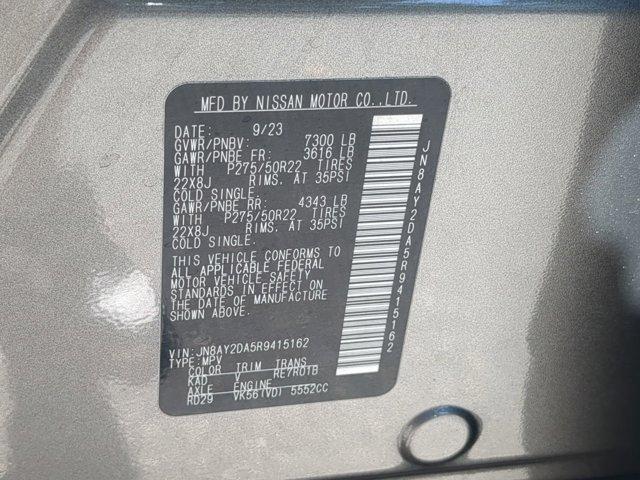 MFD BY NISSAN MOTOR CO.,LTD.
DATE: 9/23
GVWR/PNBV: 7300 LB
GAWR/PNBE FR: 3616 LB
WITH P275/50R22 TIRES
22X8J RIMS. AT 35PSI
COLD SINGLE.
GAWR/PNBE RR: 4343 LB
WITH P275/50R22 TIRES
22X8J RIMS. AT 35PSI
COLD SINGLE.
THIS VEHICLE CONFORMS TO
ALL APPLICABLE FEDERAL
MOTOR VEHICLE SAFETY
STANDARDS IN EFFECT ON
THE DATE OF MANUFACTURE
SHOWN ABOVE.
VIN:JN8AY2DA5R9415162
TYPE:MPV
COLOR TRIM TRANS
KAD V RE7R01B
AXLE ENGINE
RD29 VK56(VD) 5552CC
JN8AY2DA5R9415162